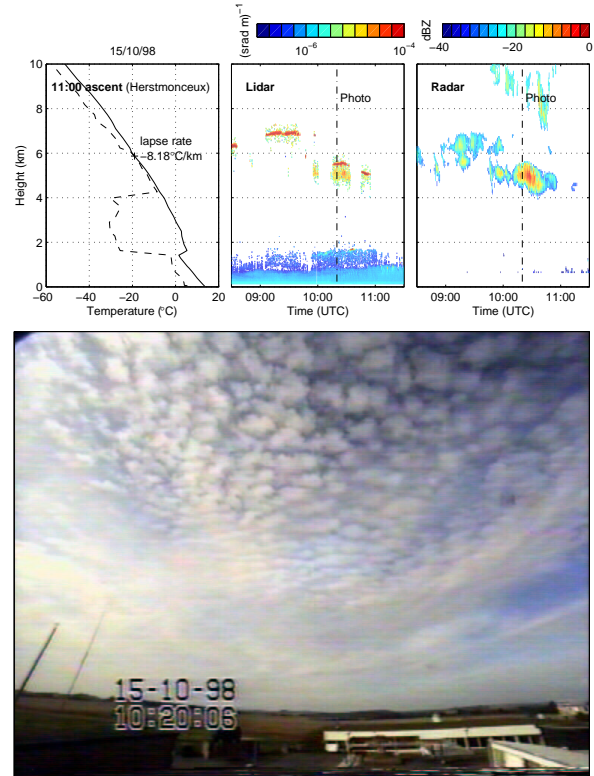 (srad m)⁻¹
10⁻⁶ 10⁻⁴
dBZ
−40 −20 0
15/10/98
10
8
6
4
2
0
Height (km)
11:00 ascent (Herstmonceux)
lapse rate
−8.18°C/km
−60 −40 −20 0 20
Temperature (°C)
Lidar
Photo
09:00 10:00 11:00
Time (UTC)
Radar
Photo
09:00 10:00 11:00
Time (UTC)
15-10-98
10:20:06